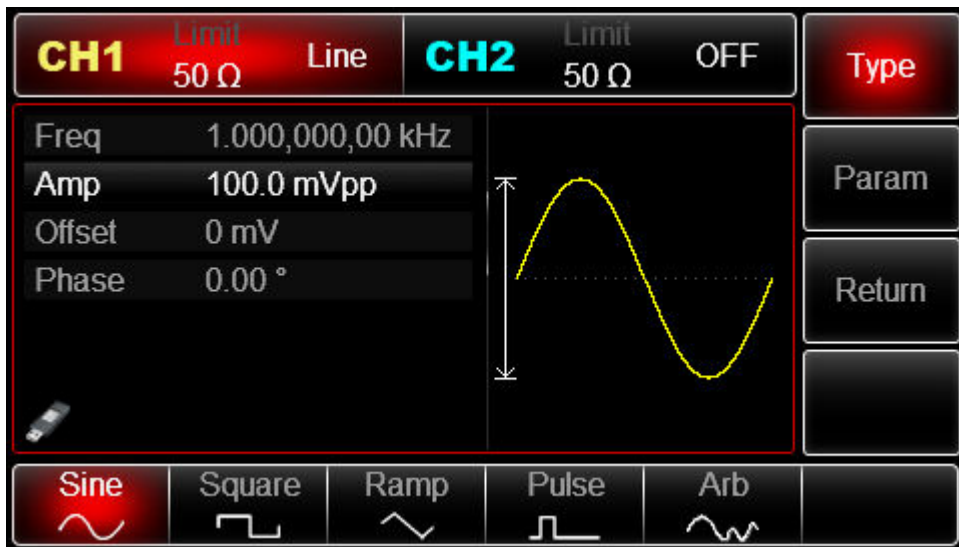 CH1 Limit 50 Ω Line
CH2 Limit 50 Ω OFF
Type
Freq 1.000,000,00 kHz
Amp 100.0 mVpp
Offset 0 mV
Phase 0.00 °
Param
Return
Sine Square Ramp Pulse Arb